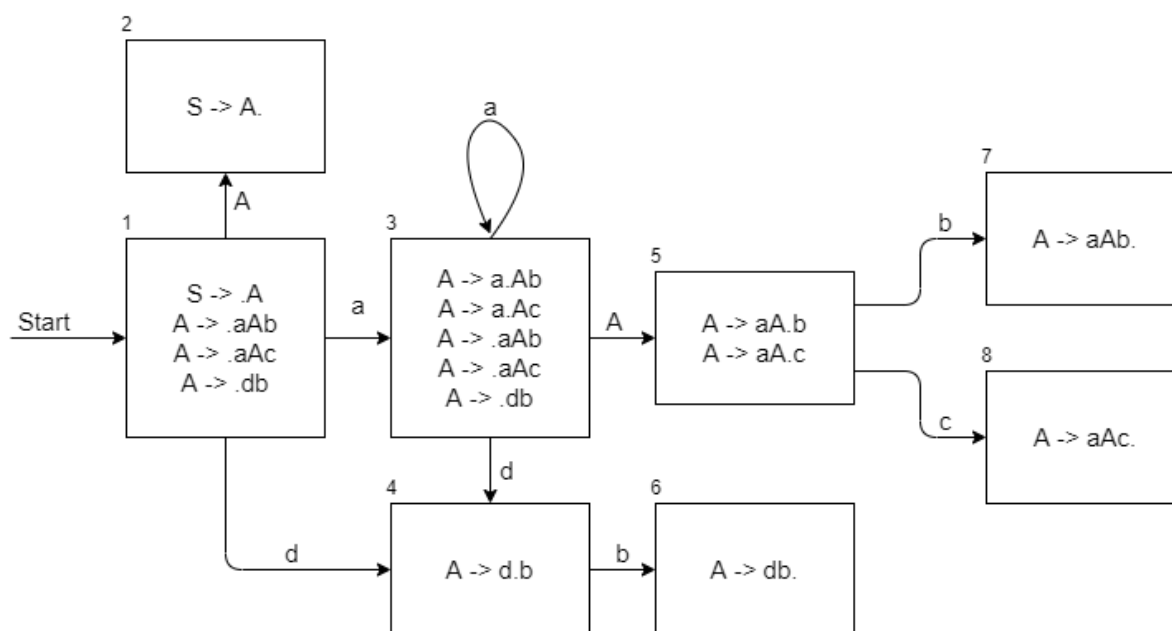 2
S -> A.
A
1
S -> .A
A -> .aAb
A -> .aAc
A -> .db
Start
a
a
3
A -> a.Ab
A -> a.Ac
A -> .aAb
A -> .aAc
A -> .db
A
5
A -> aA.b
A -> aA.c
b
7
A -> aAb.
c
8
A -> aAc.
d
d
4
A -> d.b
b
6
A -> db.